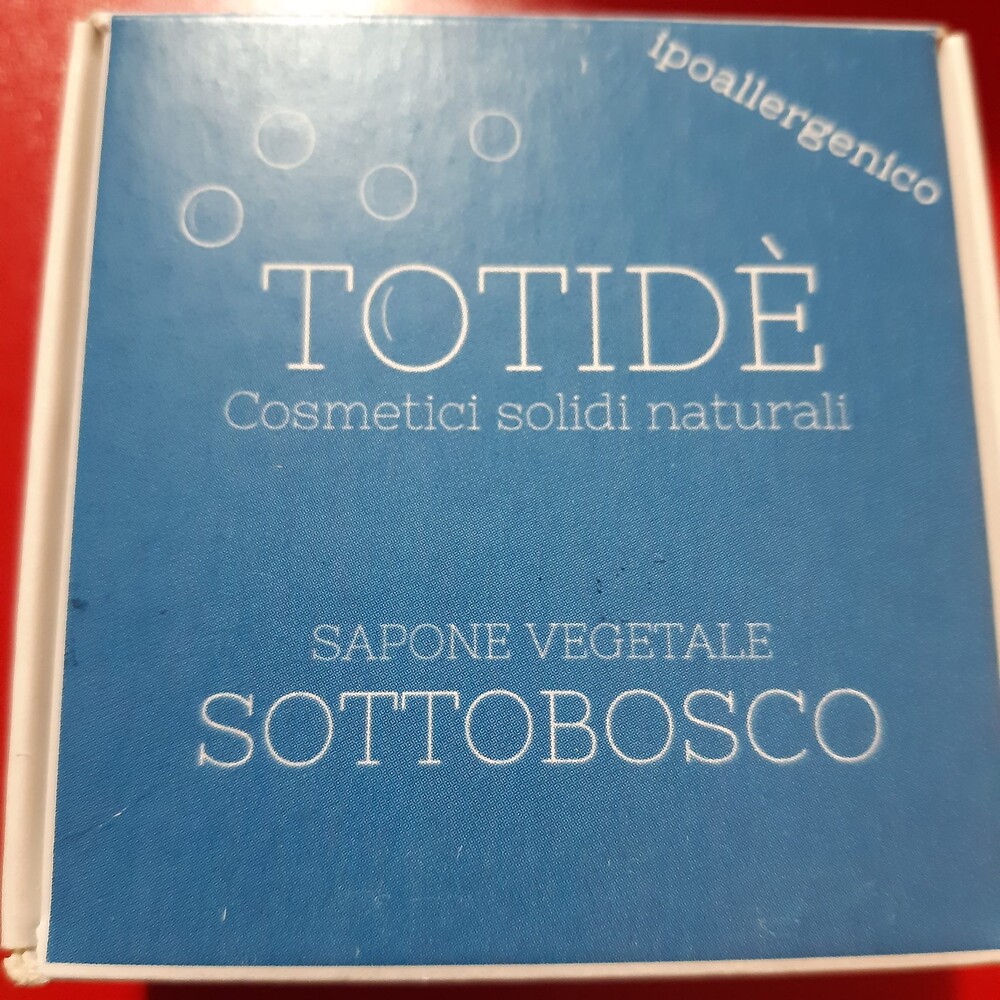 ipoallergenico
TOTIDÈ
Cosmetici solidi naturali
SAPONE VEGETALE
SOTTOBOSCO